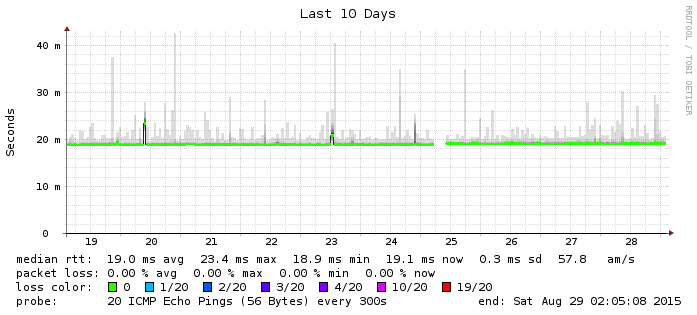 Last 10 Days
RRDTOOL / TOBI OETIKER
Seconds
40 m
30 m
20 m
10 m
0
19 20 21 22 23 24 25 26 27 28
median rtt: 19.0 ms avg 23.4 ms max 18.9 ms min 19.1 ms now 0.3 ms sd 57.8 am/s
packet loss: 0.00 % avg 0.00 % max 0.00 % min 0.00 % now
loss color: 0 1/20 2/20 3/20 4/20 10/20 19/20
probe: 20 ICMP Echo Pings (56 Bytes) every 300s end: Sat Aug 29 02:05:08 2015